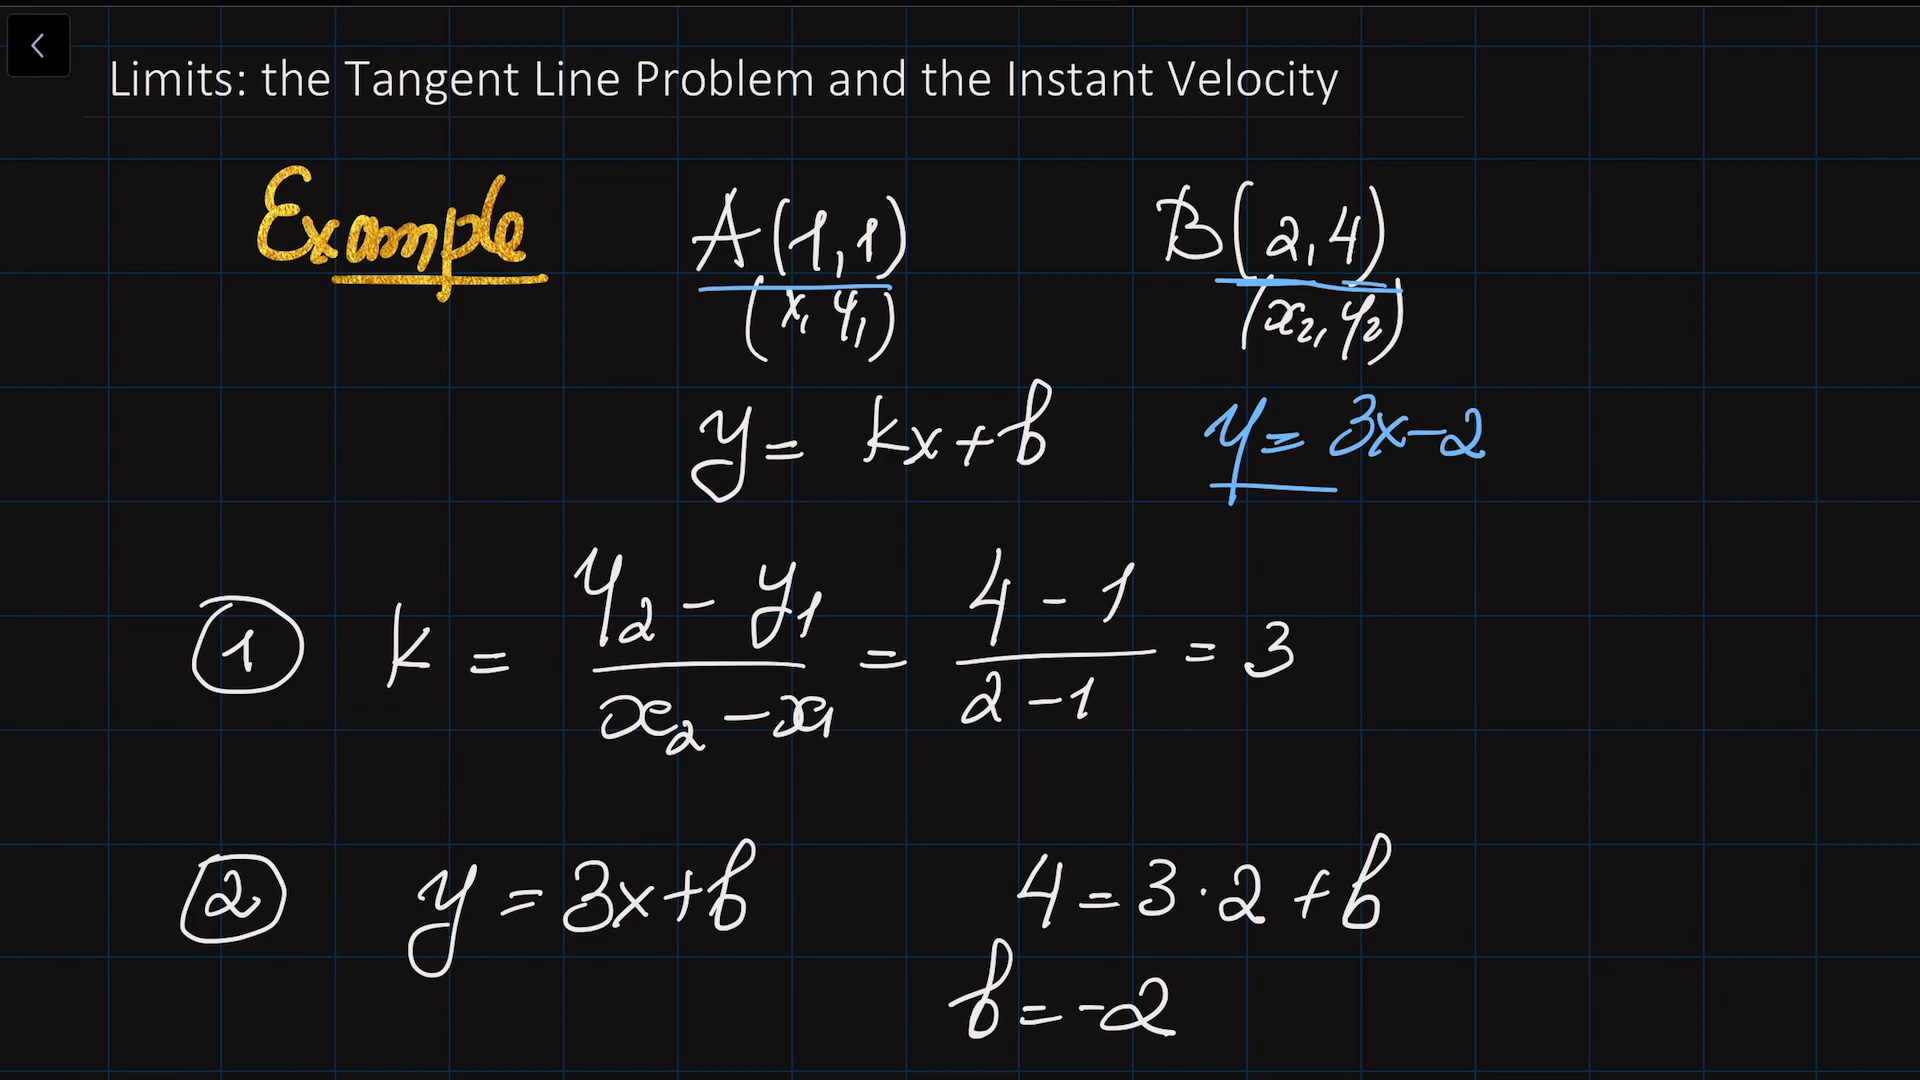 Limits: the Tangent Line Problem and the Instant Velocity
Example A(1,1) B(2,4)
(x₁ y₁) (x₂, y₂)
y = kx + b y = 3x - 2
① k = (y₂ - y₁)/(x₂ - x₁) = (4 - 1)/(2 - 1) = 3
② y = 3x + b 4 = 3 · 2 + b
b = -2